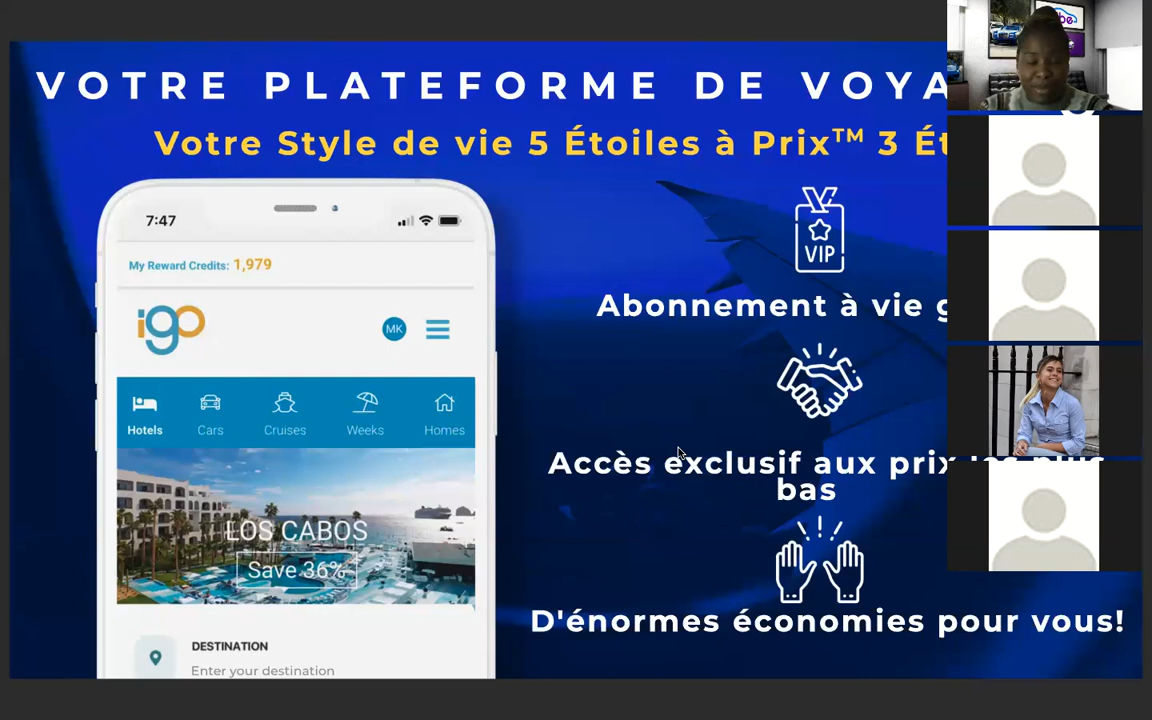 VOTRE PLATEFORME DE
Votre Style de vie 5 Étoiles à Prix™ 3
7:47
My Reward Credits: 1,979
igo
MK
Hotels Cars Cruises Weeks Homes
LOS CABOS
Save 36%
DESTINATION
Enter your destination
VIP
Abonnement à vie
Accès exclusif aux prix
bas
D'énormes économies pour vous!